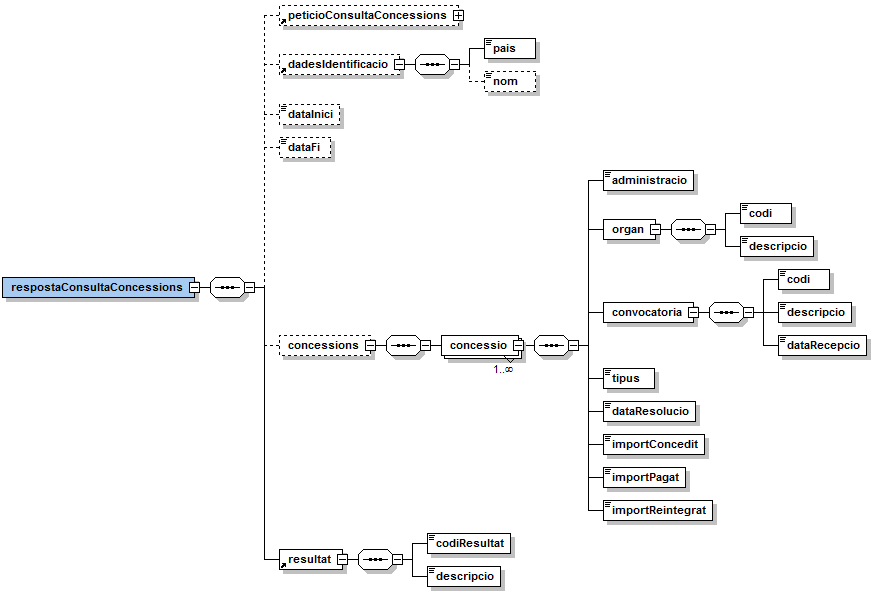 peticioConsultaConcessions
dadesIdentificacio
pais
nom
dataInici
dataFi
administracio
organ
codi
descripcio
respostaConsultaConcessions
convocatoria
codi
descripcio
dataRecepcio
concessions
concessio
1..∞
tipus
dataResolucio
importConcedit
importPagat
importReintegrat
resultat
codiResultat
descripcio